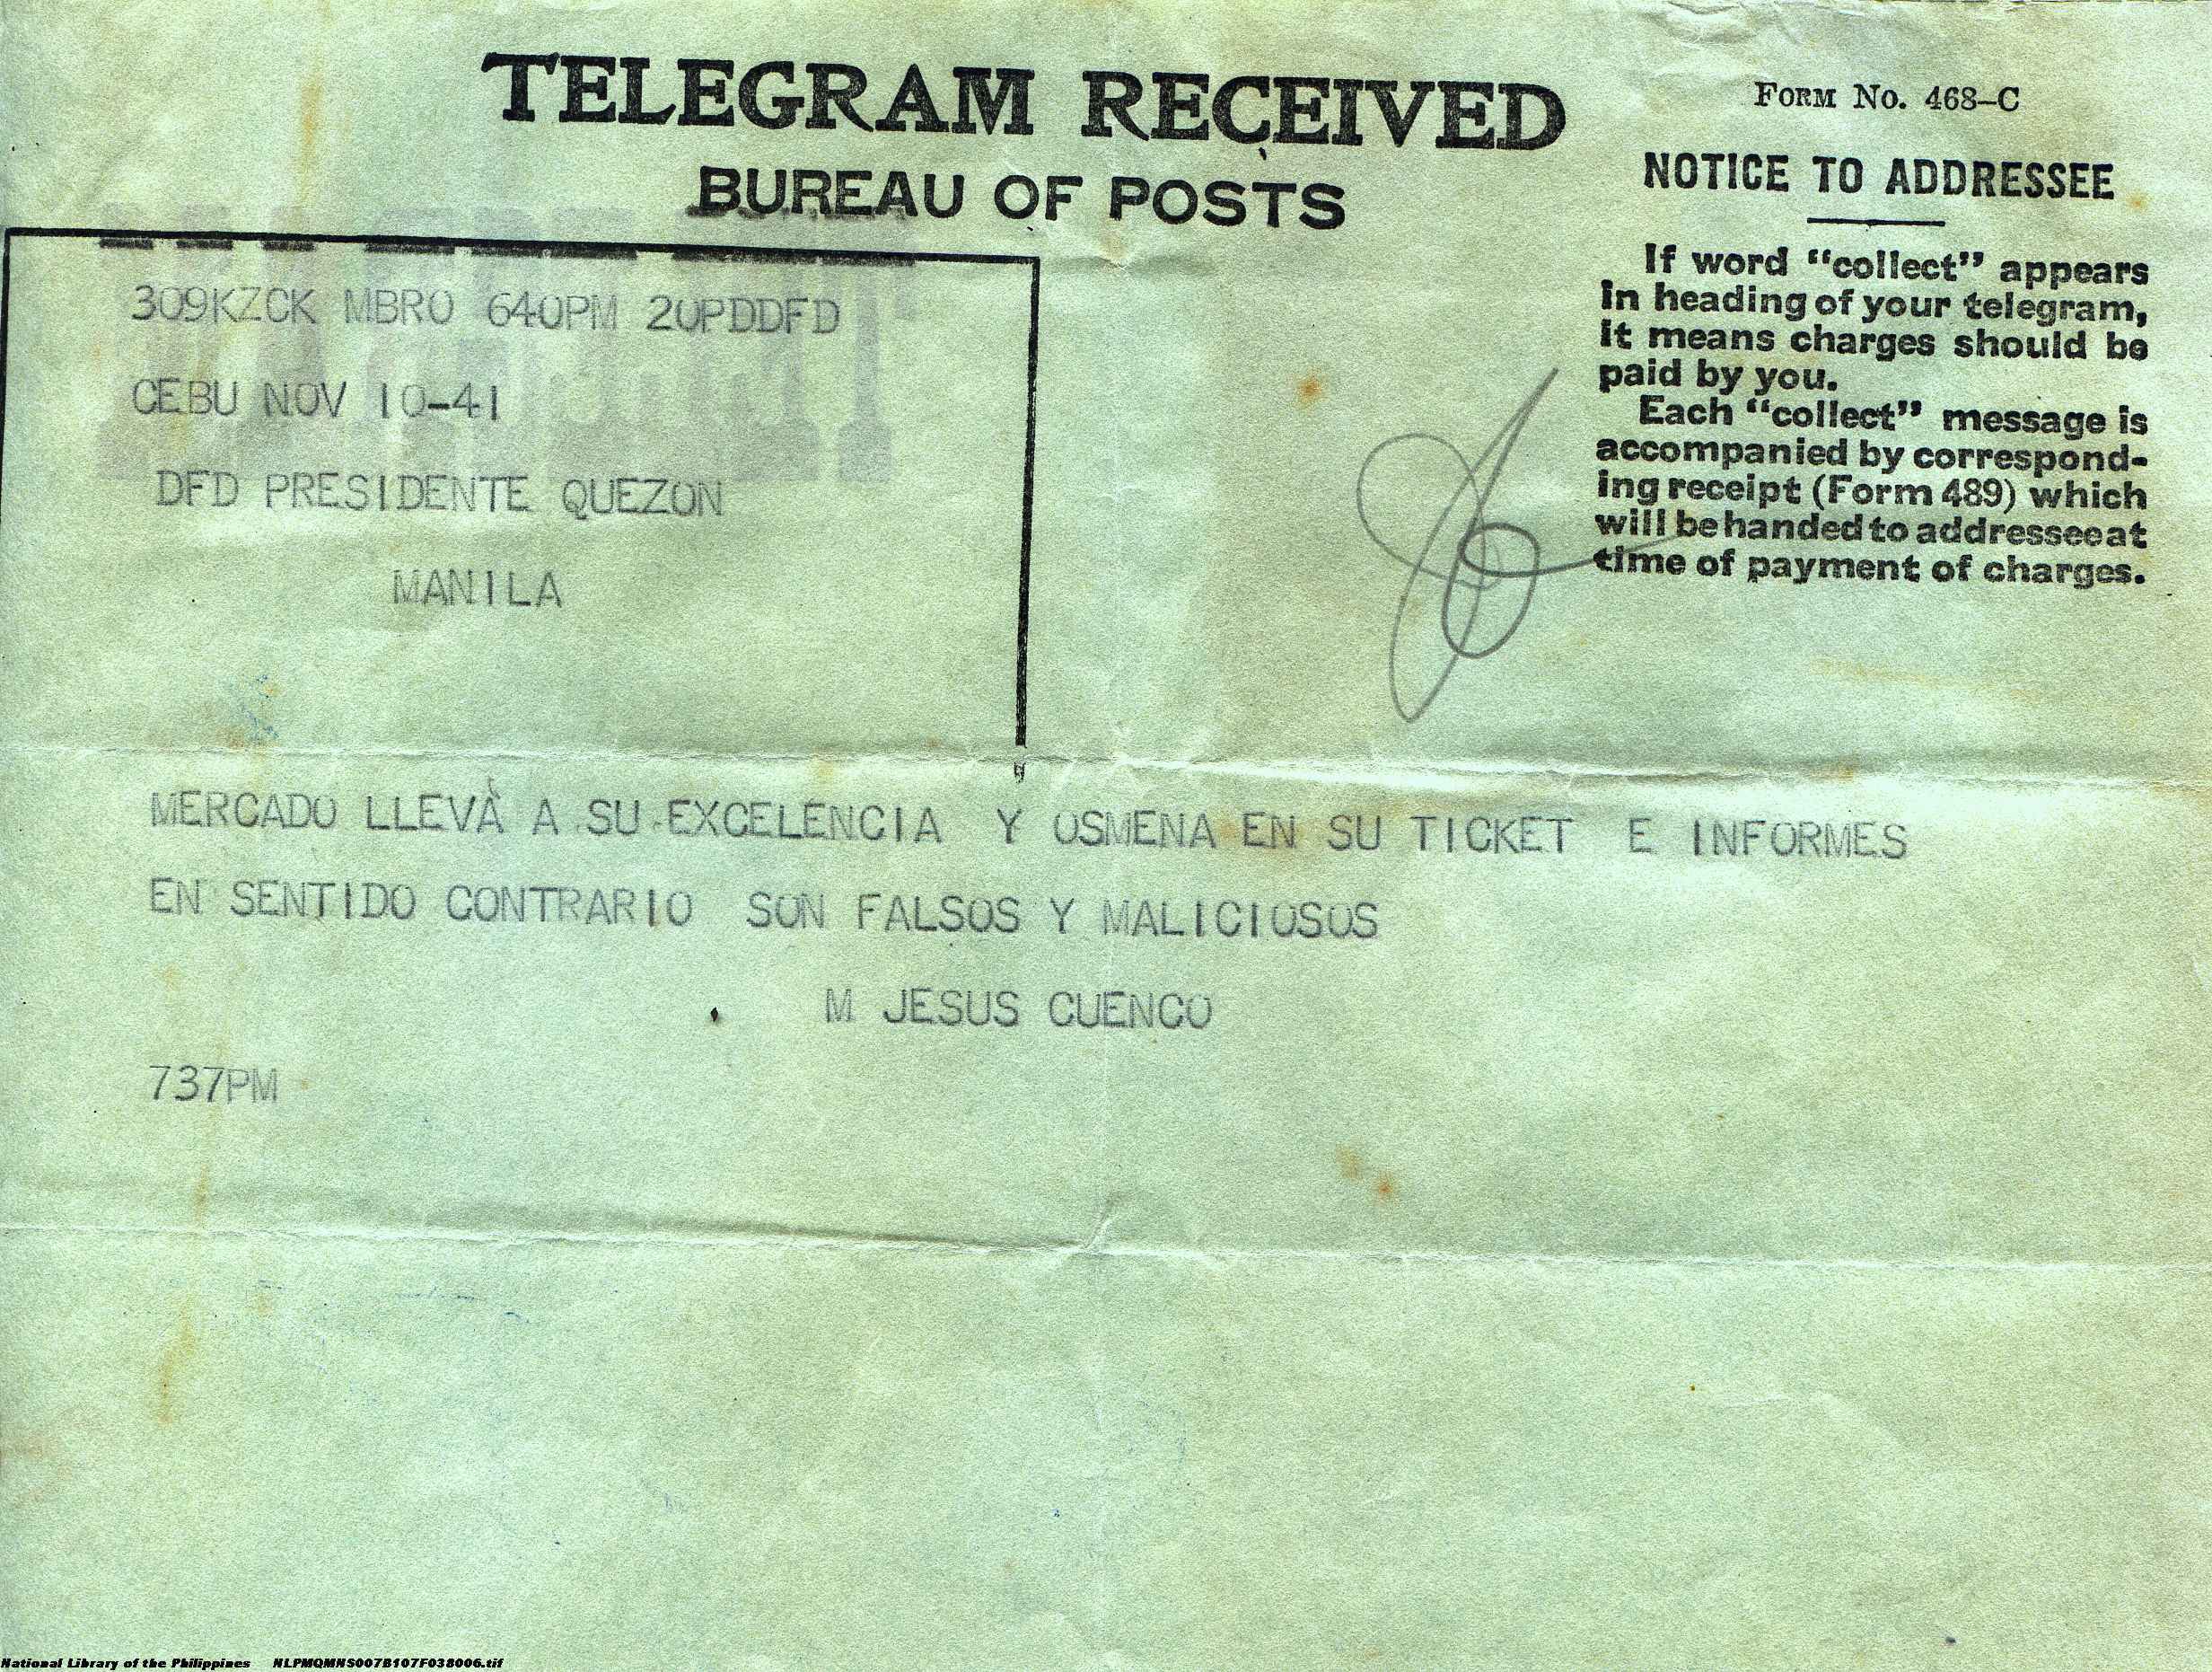 TELEGRAM RECEIVED
BUREAU OF POSTS
FORM NO. 468-C
NOTICE TO ADDRESSEE
If word "collect" appears
in heading of your telegram,
it means charges should be
paid by you.
Each "collect" message is
accompanied by correspond-
ing receipt (Form 489) which
will be handed to addressee at
time of payment of charges.
309KZCK MBRO 640PM 20PDDFD
CEBU NOV 10-41
DFD PRESIDENTE QUEZON
MANILA
MERCADO LLEVA A SU EXCELENCIA Y OSMENA EN SU TICKET E INFORMES
EN SENTIDO CONTRARIO SON FALSOS Y MALICIOSOS
M JESUS CUENCO
737PM
National Library of the Philippines NLPMQMNS007B107F038006.tif